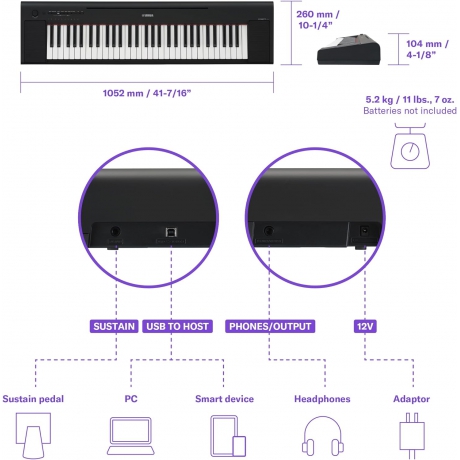 YAMAHA
260 mm /
10-1/4”
104 mm /
4-1/8”
1052 mm / 41-7/16”
5.2 kg / 11 lbs., 7 oz.
Batteries not included
SUSTAIN
USB TO HOST
PHONES/OUTPUT
12V
Sustain pedal
PC
Smart device
Headphones
Adaptor